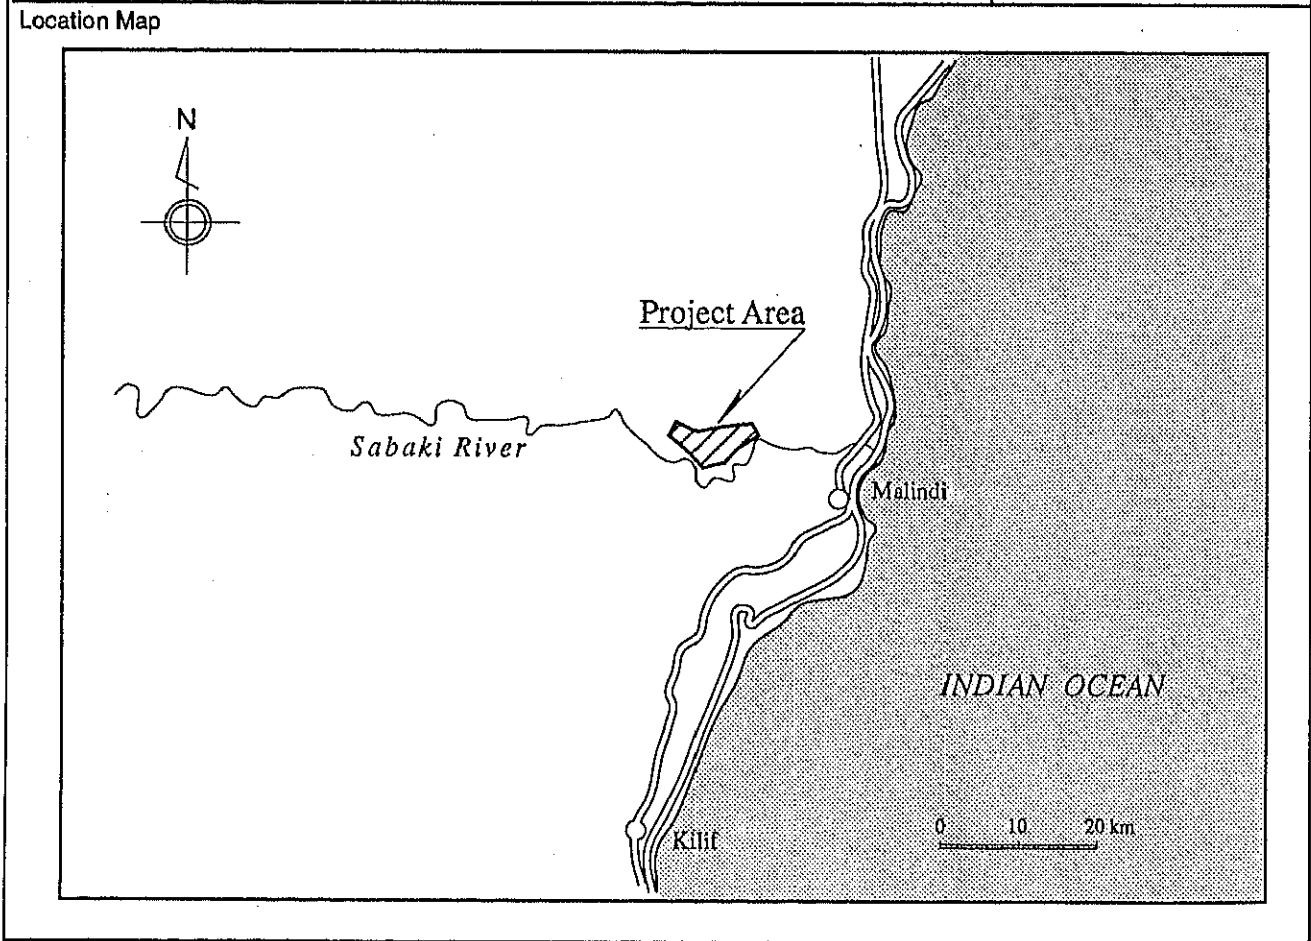 Location Map
N
Project Area
Sabaki River
Malindi
INDIAN OCEAN
0 10 20 km
Kilif